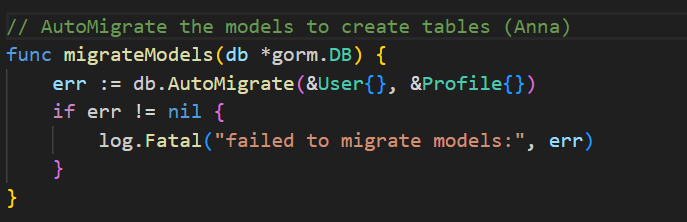 // AutoMigrate the models to create tables (Anna)
func migrateModels(db *gorm.DB) {
    err := db.AutoMigrate(&User{}, &Profile{})
    if err != nil {
        log.Fatal("failed to migrate models:", err)
    }
}